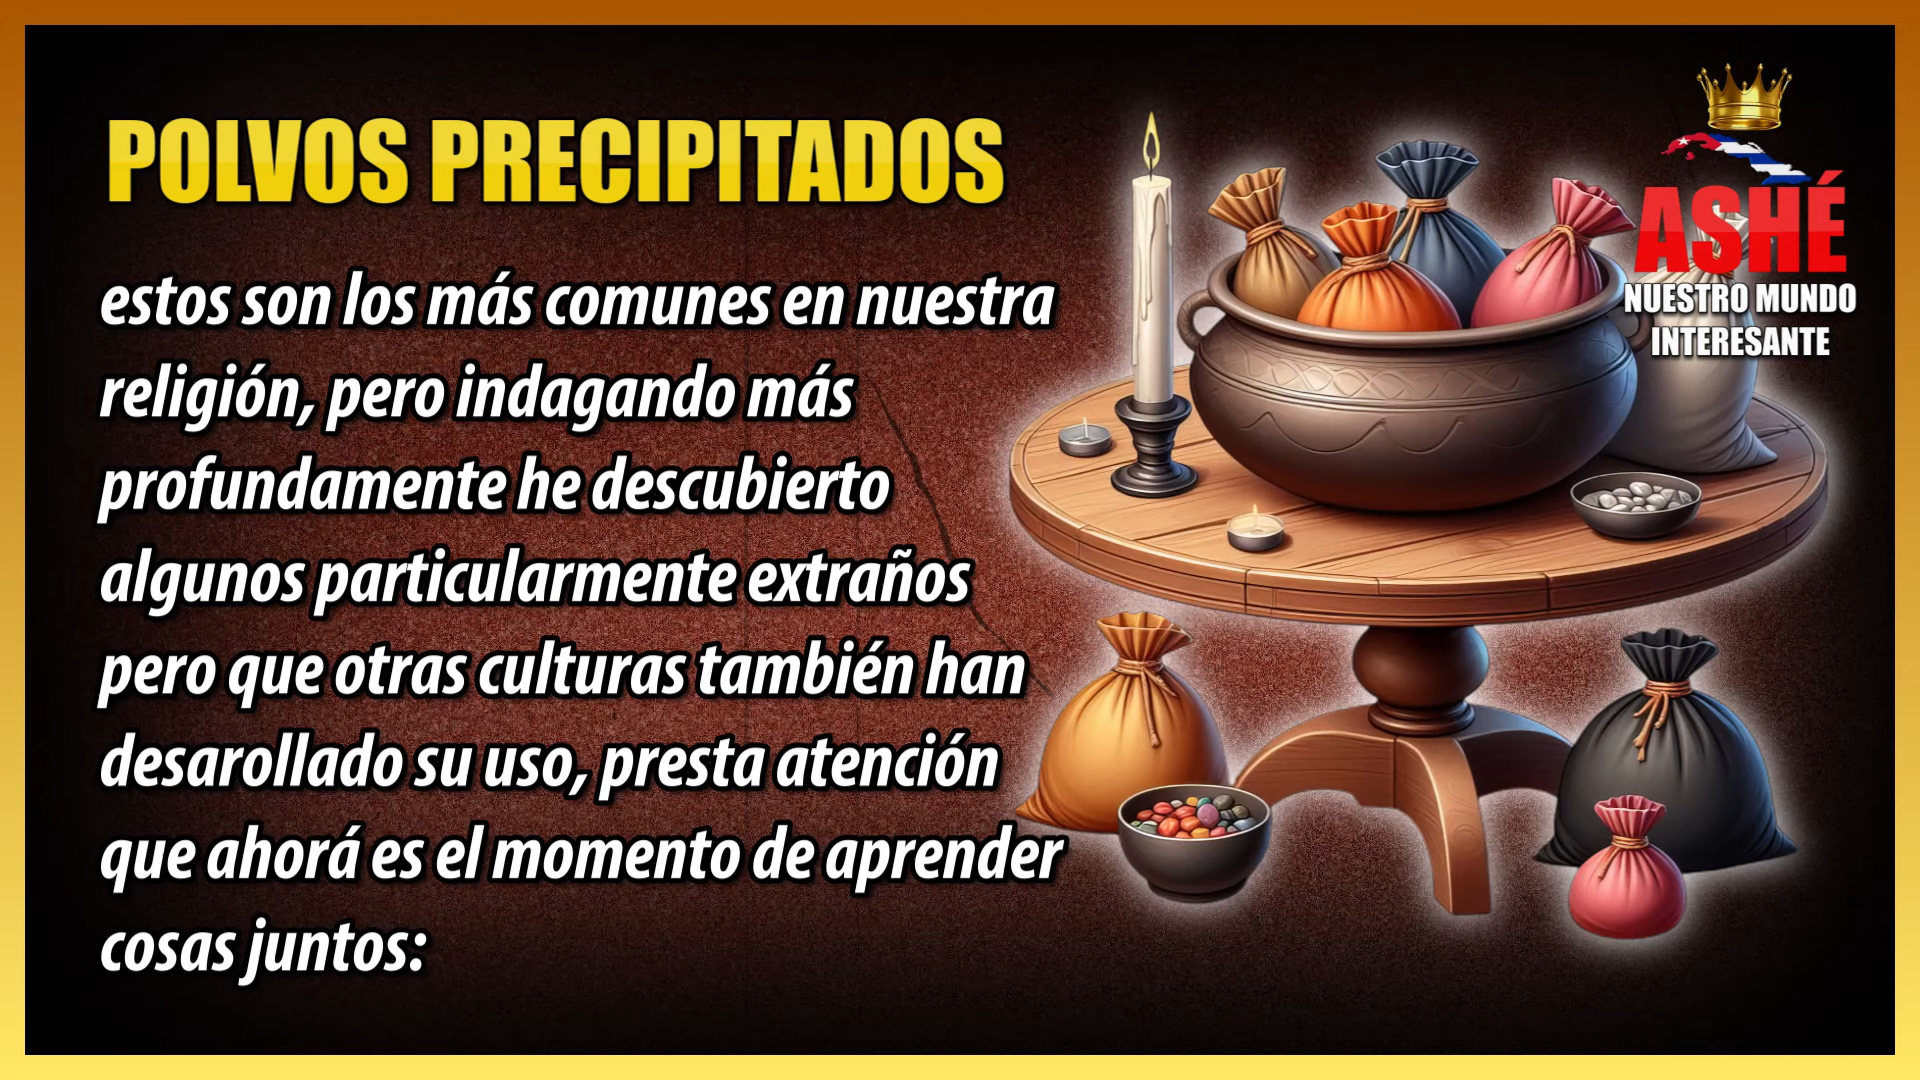 POLVOS PRECIPITADOS
estos son los más comunes en nuestra
religión, pero indagando más
profundamente he descubierto
algunos particularmente extraños
pero que otras culturas también han
desarollado su uso, presta atención
que ahorá es el momento de aprender
cosas juntos:
ASHÉ
NUESTRO MUNDO
INTERESANTE